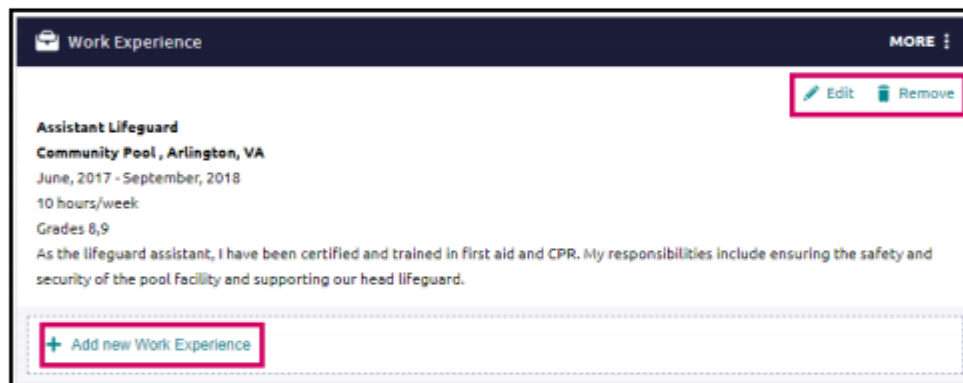 Work Experience
MORE
Edit Remove
Assistant Lifeguard
Community Pool , Arlington, VA
June, 2017 - September, 2018
10 hours/week
Grades 8,9
As the lifeguard assistant, I have been certified and trained in first aid and CPR. My responsibilities include ensuring the safety and
security of the pool facility and supporting our head lifeguard.
+ Add new Work Experience